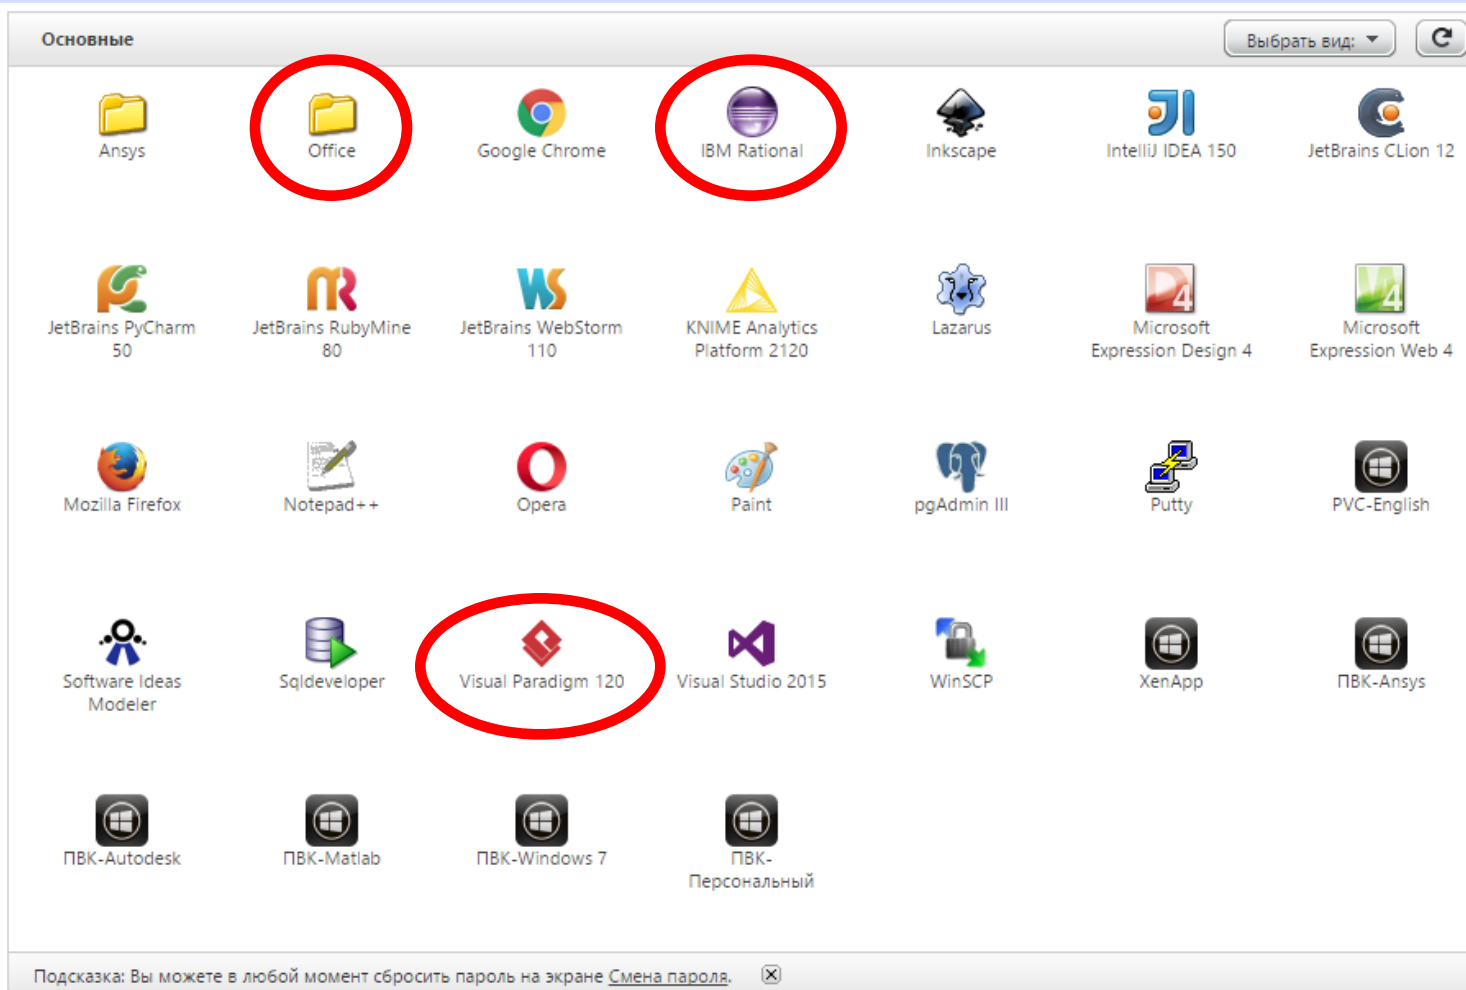 Основные
Выбрать вид:
Ansys
Office
Google Chrome
IBM Rational
Inkscape
IntelliJ IDEA 150
JetBrains CLion 12
JetBrains PyCharm
50
JetBrains RubyMine
80
JetBrains WebStorm
110
KNIME Analytics
Platform 2120
Lazarus
Microsoft
Expression Design 4
Microsoft
Expression Web 4
Mozilla Firefox
Notepad++
Opera
Paint
pgAdmin III
Putty
PVC-English
Software Ideas
Modeler
Sqldeveloper
Visual Paradigm 120
Visual Studio 2015
WinSCP
XenApp
ПВК-Ansys
ПВК-Autodesk
ПВК-Matlab
ПВК-Windows 7
ПВК-
Персональный
Подсказка: Вы можете в любой момент сбросить пароль на экране Смена пароля.